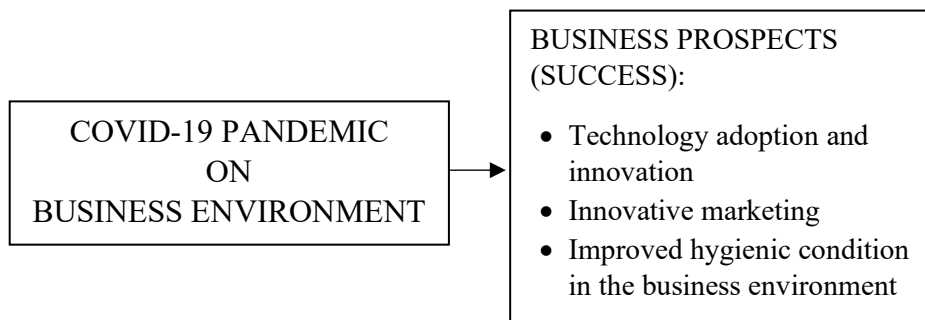 COVID-19 PANDEMIC
ON
BUSINESS ENVIRONMENT
BUSINESS PROSPECTS
(SUCCESS):
• Technology adoption and
innovation
• Innovative marketing
• Improved hygienic condition
in the business environment